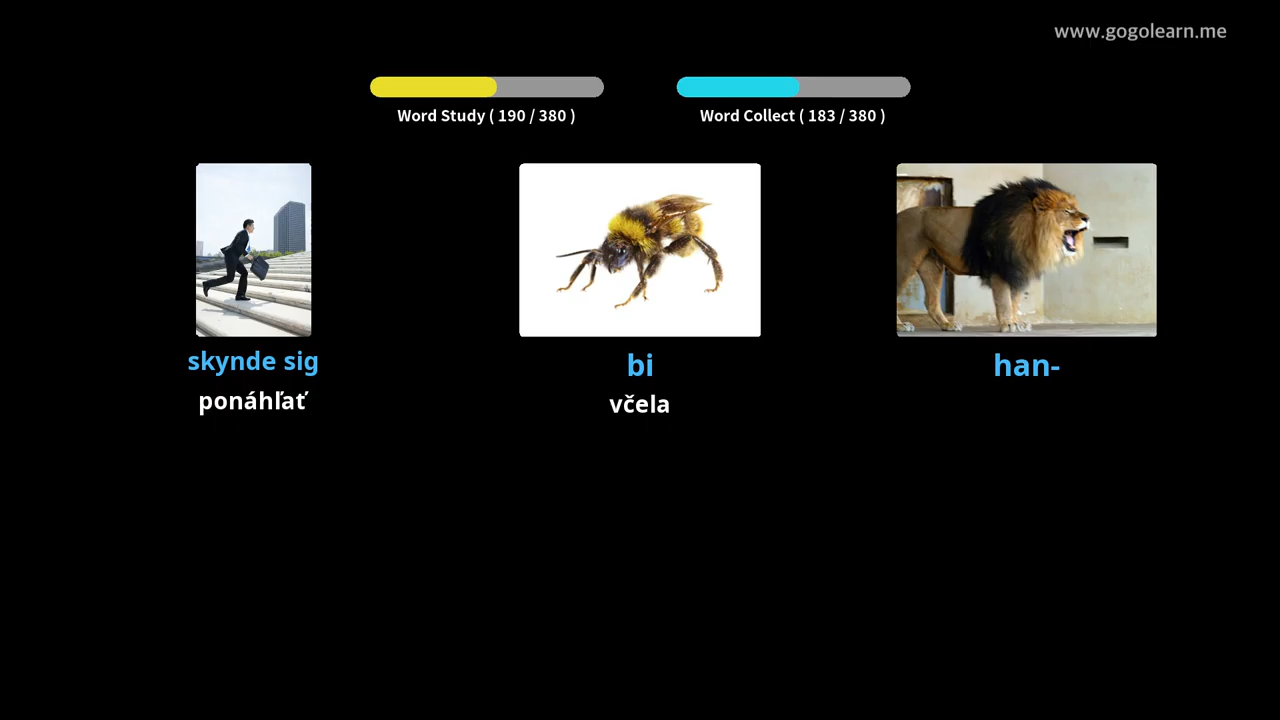 www.gogolearn.me
Word Study ( 190 / 380 )
Word Collect ( 183 / 380 )
skynde sig
ponáhľať
bi
včela
han-